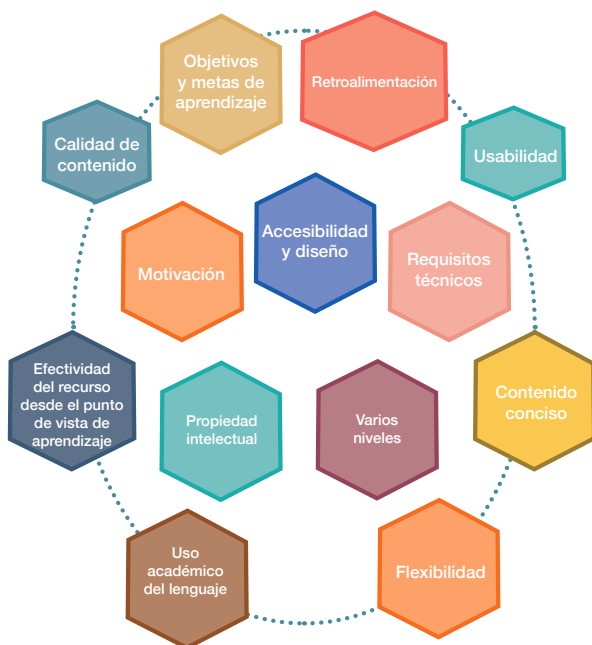 Objetivos
y metas de
aprendizaje
Retroalimentación
Calidad de
contenido
Usabilidad
Accesibilidad
y diseño
Motivación
Requisitos
técnicos
Efectividad
del recurso
desde el punto
de vista de
aprendizaje
Propiedad
intelectual
Varios
niveles
Contenido
conciso
Uso
académico
del lenguaje
Flexibilidad